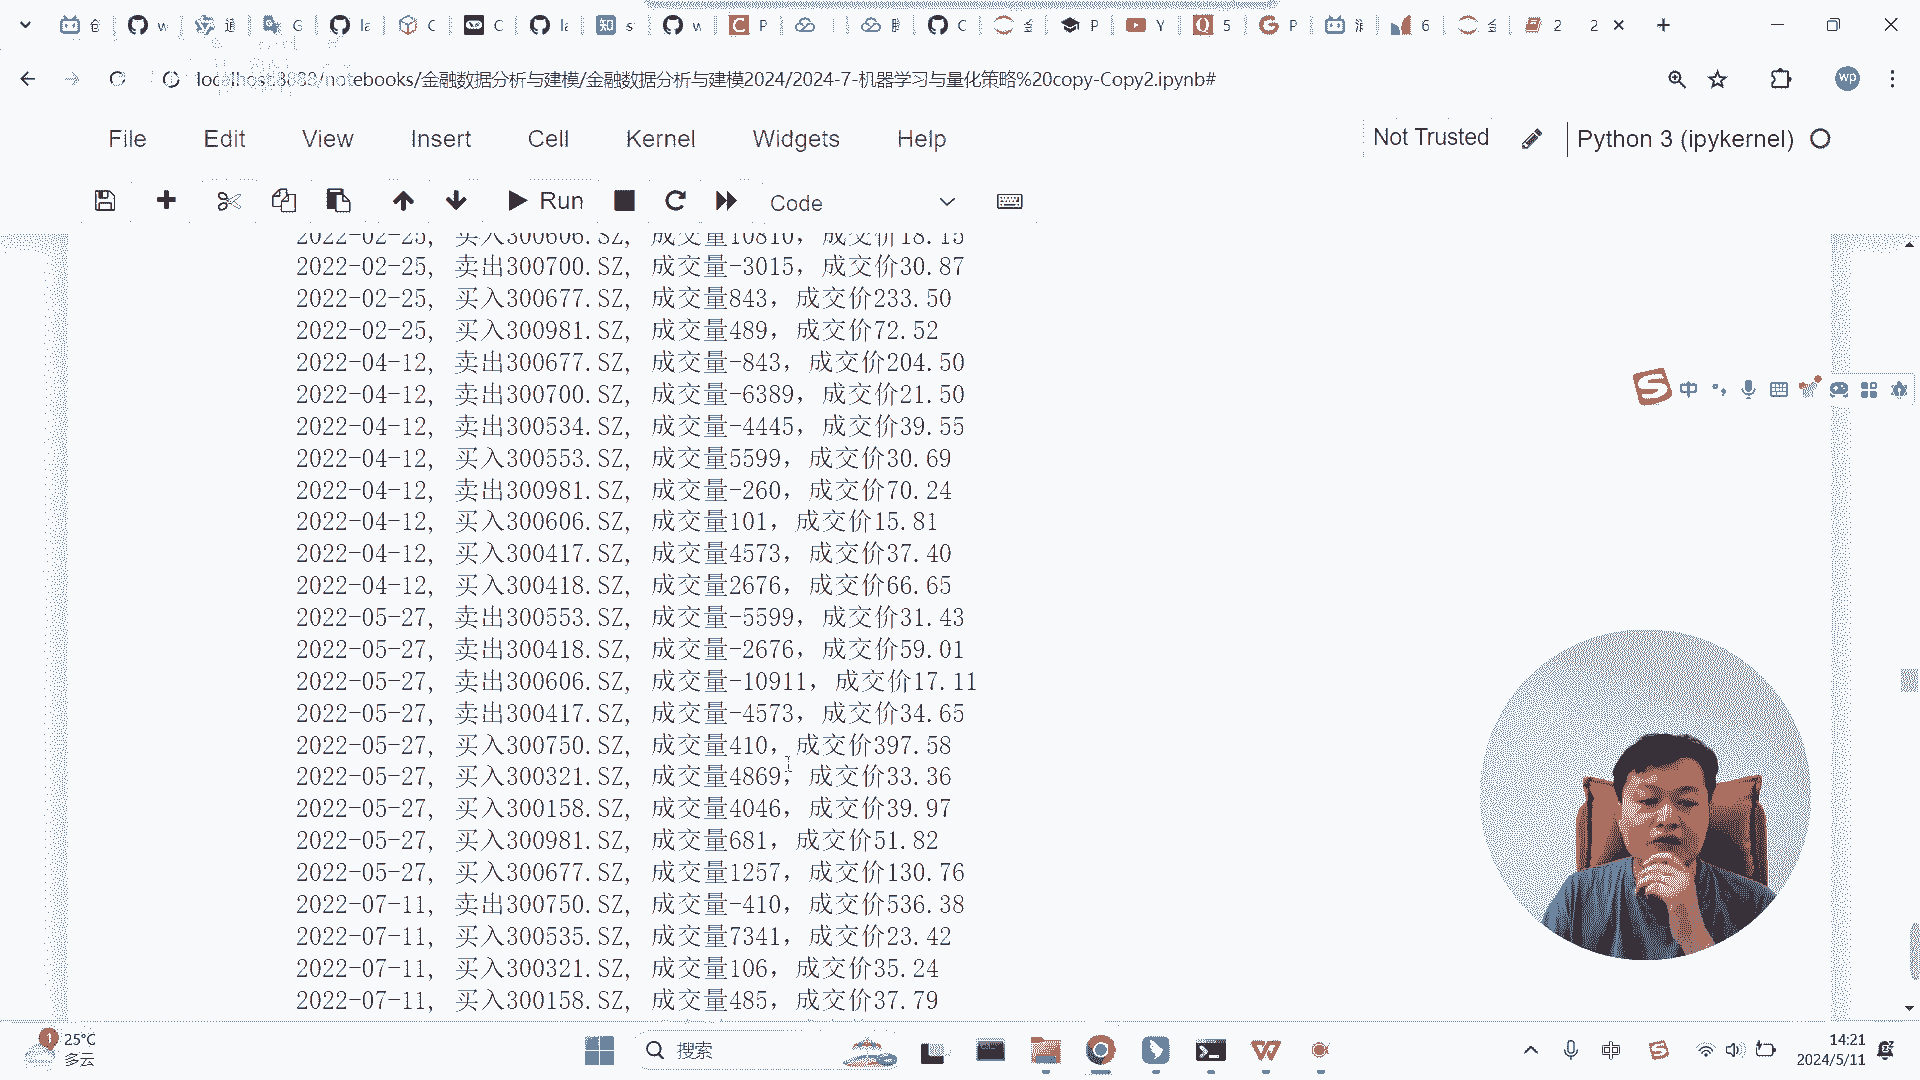 wp
localhost:8888/notebooks/金融数据分析与建模/金融数据分析与建模2024/2024-7-机器学习与量化策略%20copy-Copy2.ipynb#
File Edit View Insert Cell Kernel Widgets Help
Not Trusted Python 3 (ipykernel)
Run Code
2022-02-25, 买入300606.SZ, 成交量10810, 成交价18.15
2022-02-25, 卖出300700.SZ, 成交量-3015, 成交价30.87
2022-02-25, 买入300677.SZ, 成交量843, 成交价233.50
2022-02-25, 买入300981.SZ, 成交量489, 成交价72.52
2022-04-12, 卖出300677.SZ, 成交量-843, 成交价204.50
2022-04-12, 卖出300700.SZ, 成交量-6389, 成交价21.50
2022-04-12, 卖出300534.SZ, 成交量-4445, 成交价39.55
2022-04-12, 买入300553.SZ, 成交量5599, 成交价30.69
2022-04-12, 卖出300981.SZ, 成交量-260, 成交价70.24
2022-04-12, 买入300606.SZ, 成交量101, 成交价15.81
2022-04-12, 买入300417.SZ, 成交量4573, 成交价37.40
2022-04-12, 买入300418.SZ, 成交量2676, 成交价66.65
2022-05-27, 卖出300553.SZ, 成交量-5599, 成交价31.43
2022-05-27, 卖出300418.SZ, 成交量-2676, 成交价59.01
2022-05-27, 卖出300606.SZ, 成交量-10911, 成交价17.11
2022-05-27, 卖出300417.SZ, 成交量-4573, 成交价34.65
2022-05-27, 买入300750.SZ, 成交量410, 成交价397.58
2022-05-27, 买入300321.SZ, 成交量4869, 成交价33.36
2022-05-27, 买入300158.SZ, 成交量4046, 成交价39.97
2022-05-27, 买入300981.SZ, 成交量681, 成交价51.82
2022-05-27, 买入300677.SZ, 成交量1257, 成交价130.76
2022-07-11, 卖出300750.SZ, 成交量-410, 成交价536.38
2022-07-11, 买入300535.SZ, 成交量7341, 成交价23.42
2022-07-11, 买入300321.SZ, 成交量106, 成交价35.24
2022-07-11, 买入300158.SZ, 成交量485, 成交价37.79
中
25°C
多云
搜索
中
14:21
2024/5/11